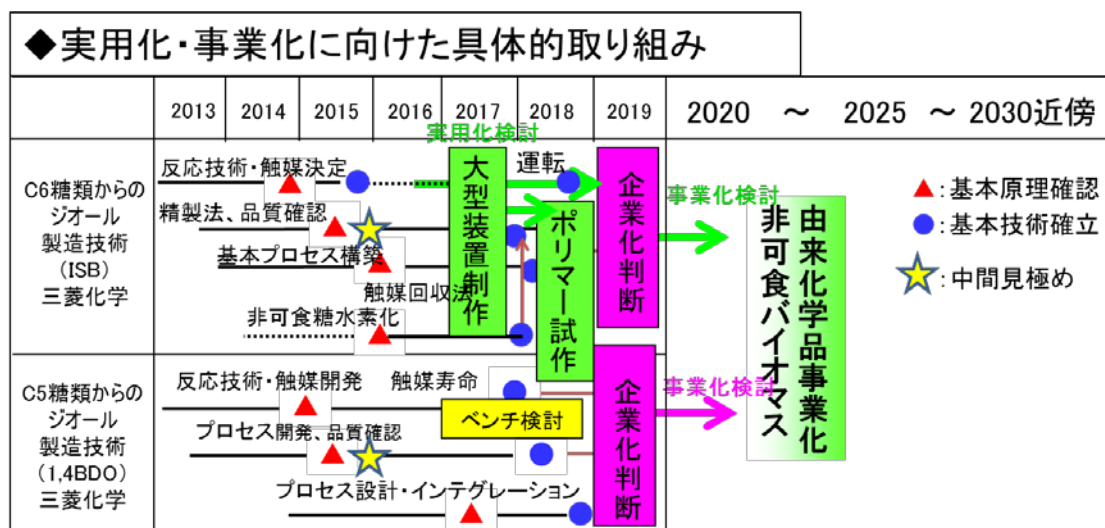 ◆実用化・事業化に向けた具体的取り組み
2013 2014 2015 2016 2017 2018 2019 2020 ～ 2025 ～ 2030近傍
実用化検討
反応技術・触媒決定
運転
精製法、品質確認
基本プロセス構築
触媒回収法
非可食糖水素化
C6糖類からの
ジオール
製造技術
(ISB)
三菱化学
大型装置制作
ポリマー試作
企業化判断
事業化検討
反応技術・触媒開発
触媒寿命
ベンチ検討
プロセス開発、品質確認
プロセス設計・インテグレーション
C5糖類からの
ジオール
製造技術
(1,4BDO)
三菱化学
企業化判断
事業化検討
非可食バイオマス
由来化学品事業化
:基本原理確認
:基本技術確立
:中間見極め